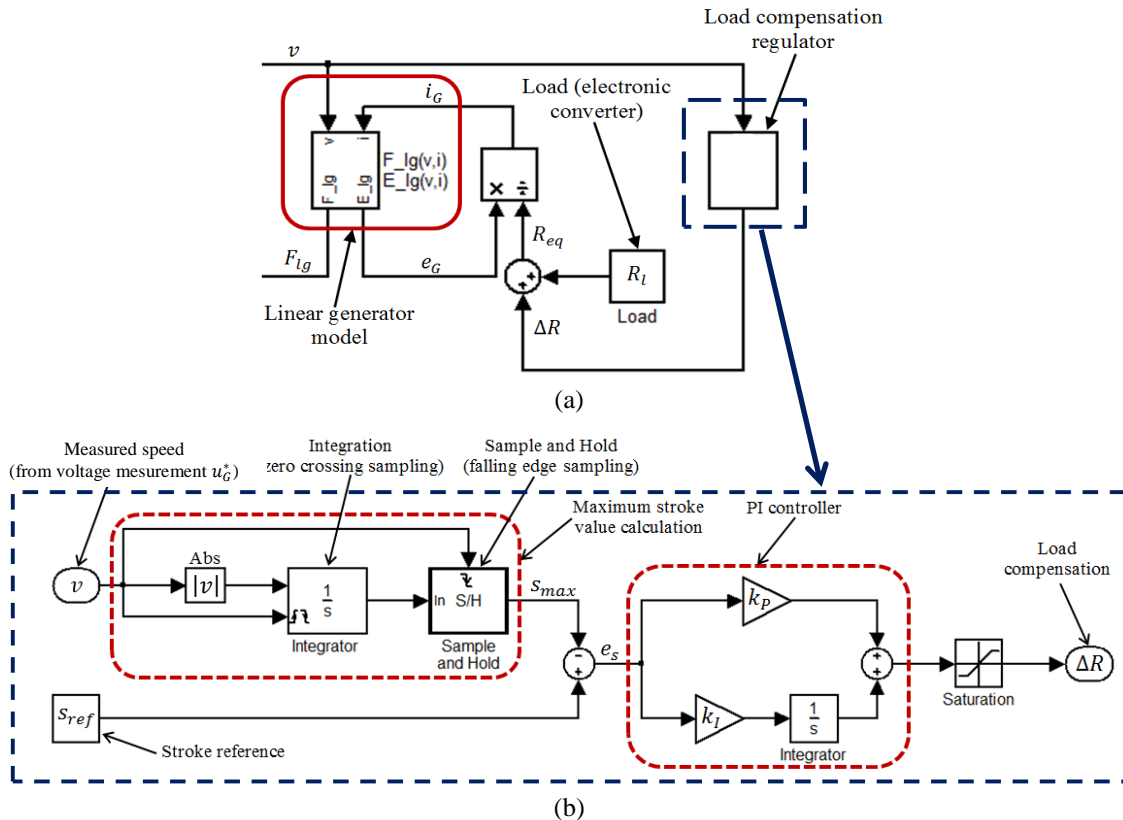 Load compensation
regulator
v
i_G
Load (electronic
converter)
v
i
F_lg
E_lg
F_lg(v,i)
E_lg(v,i)
×
÷
R_eq
F_lg
e_G
+
+
R_l
Load
Linear generator
model
ΔR
(a)
Measured speed
(from voltage mesurement u_G^*)
Integration
zero crossing sampling)
Sample and Hold
(falling edge sampling)
Maximum stroke
value calculation
PI controller
Load
compensation
Abs
v
|v|
1
s
Integrator
In
S/H
Sample
and Hold
s_max
-
+
e_s
k_P
k_I
1
s
Integrator
+
+
Saturation
ΔR
s_ref
Stroke reference
(b)